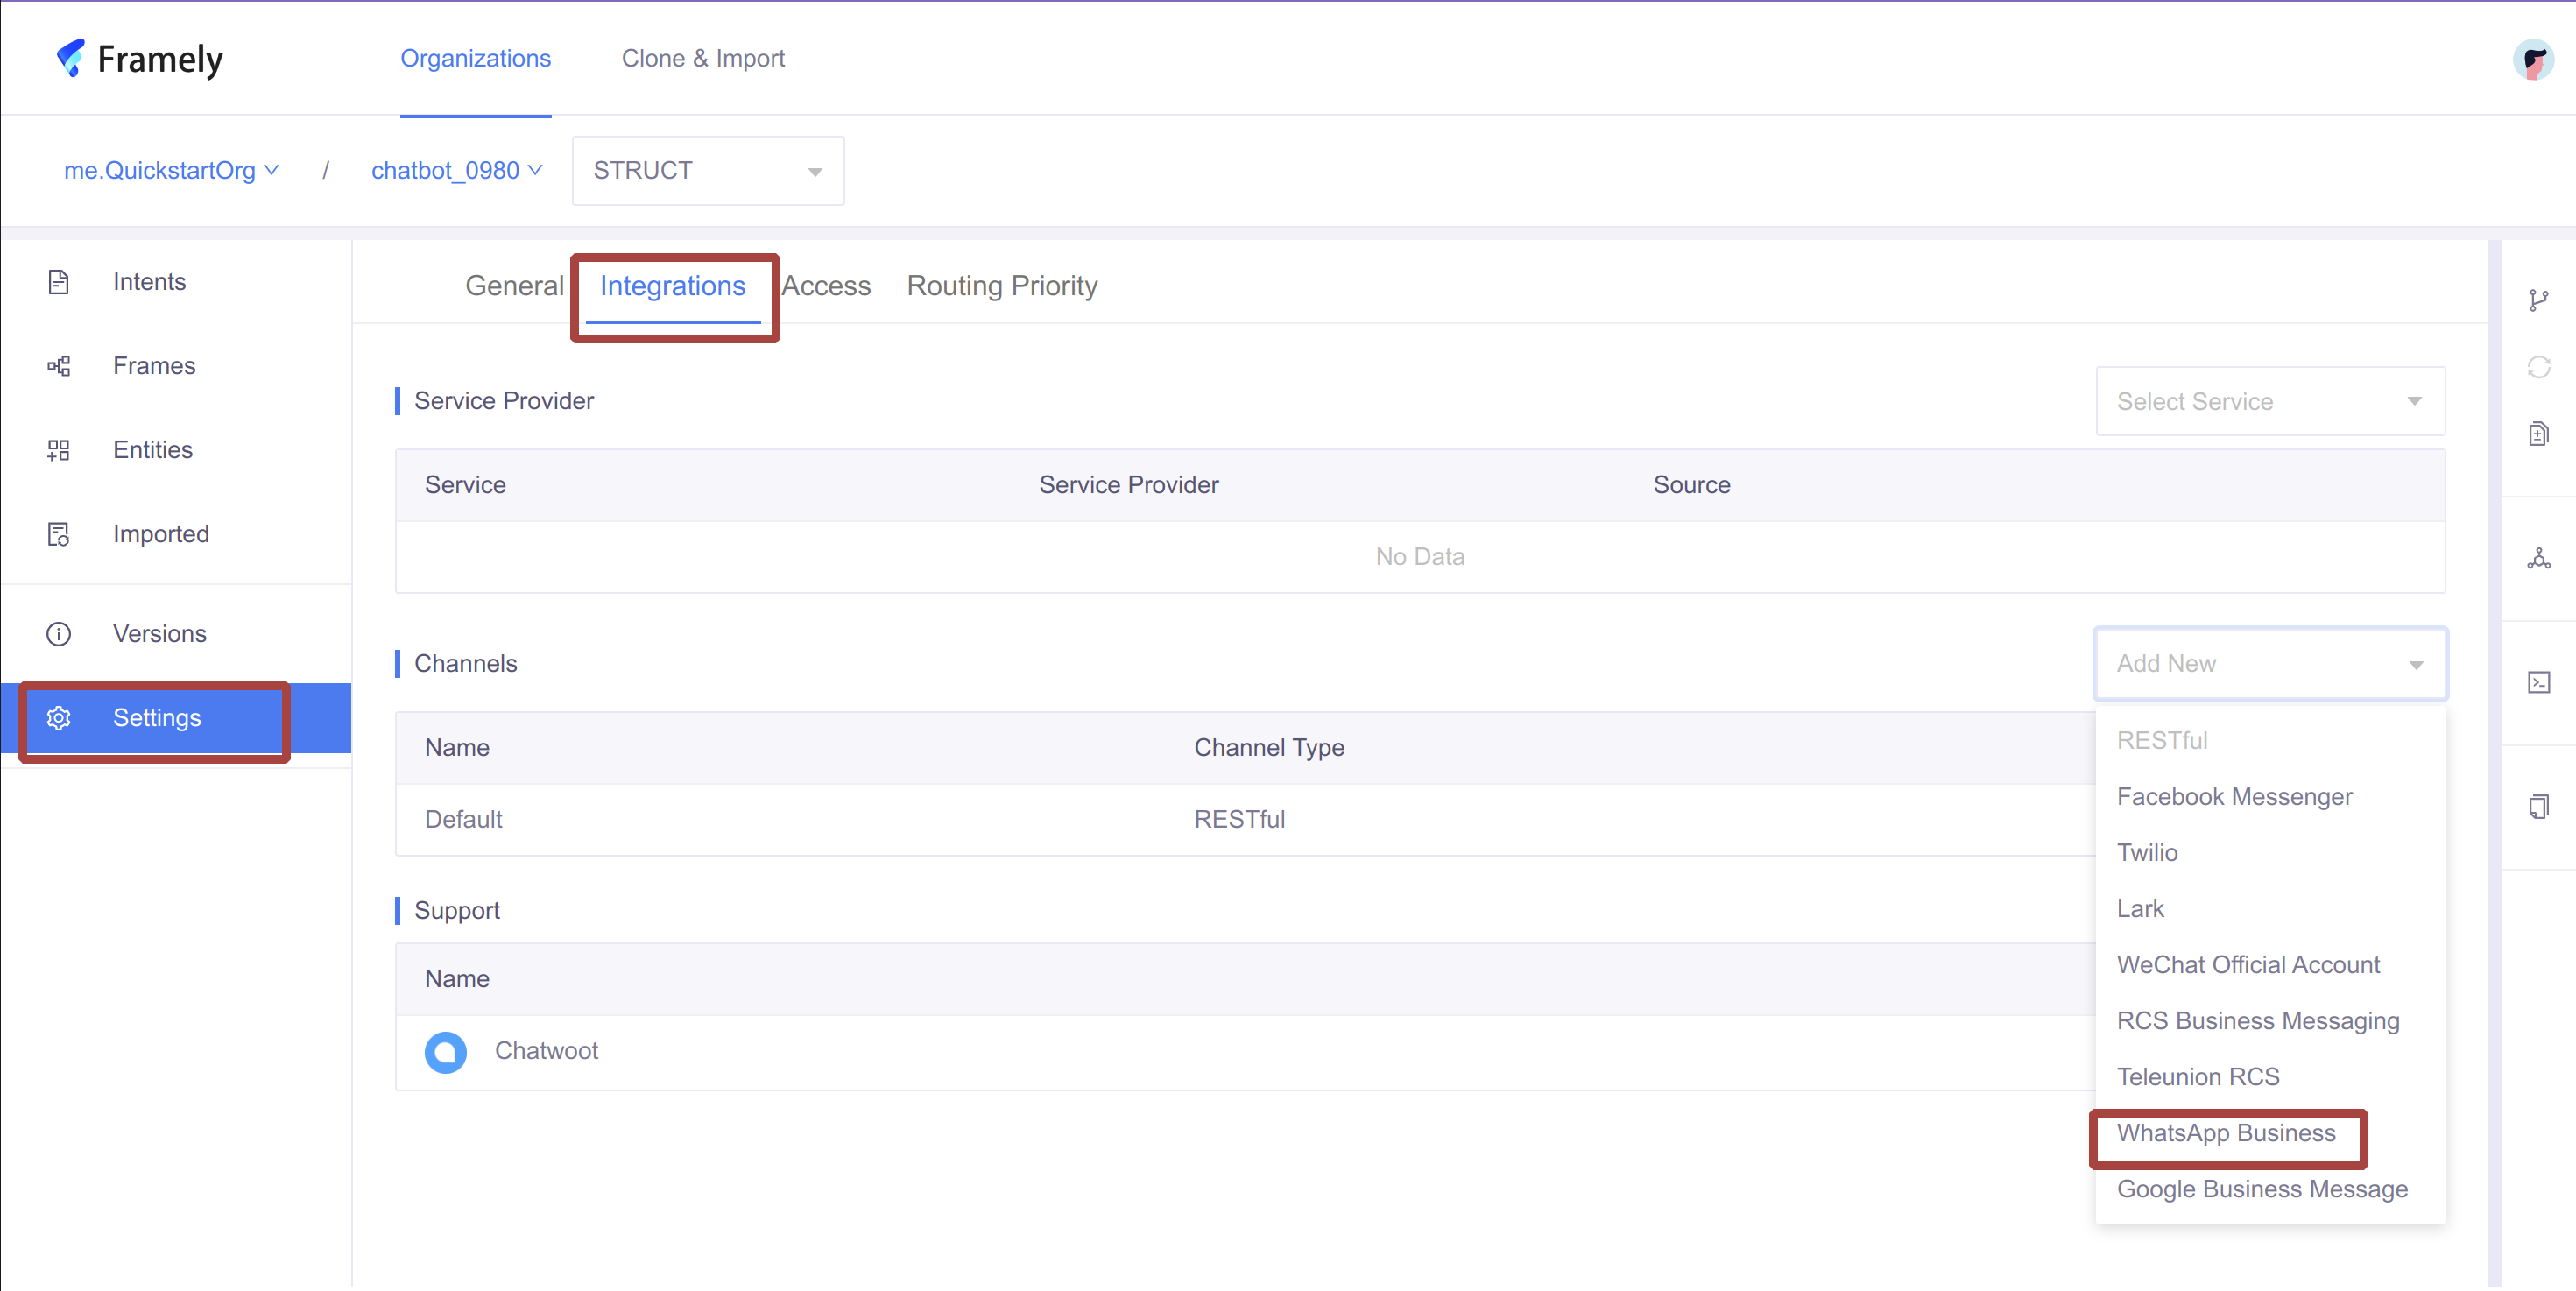 Framely
Organizations
Clone & Import
me.QuickstartOrg / chatbot_0980
STRUCT
Intents
Frames
Entities
Imported
Versions
Settings
General Integrations Access Routing Priority
Service Provider
Select Service
Service Service Provider Source
No Data
Channels
Add New
Name Channel Type
Default RESTful
Support
Name
Chatwoot
RESTful
Facebook Messenger
Twilio
Lark
WeChat Official Account
RCS Business Messaging
Teleunion RCS
WhatsApp Business
Google Business Message